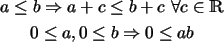 a ≤ b ⇒ a + c ≤ b + c ∀c ∈ ℝ
0 ≤ a, 0 ≤ b ⇒ 0 ≤ ab